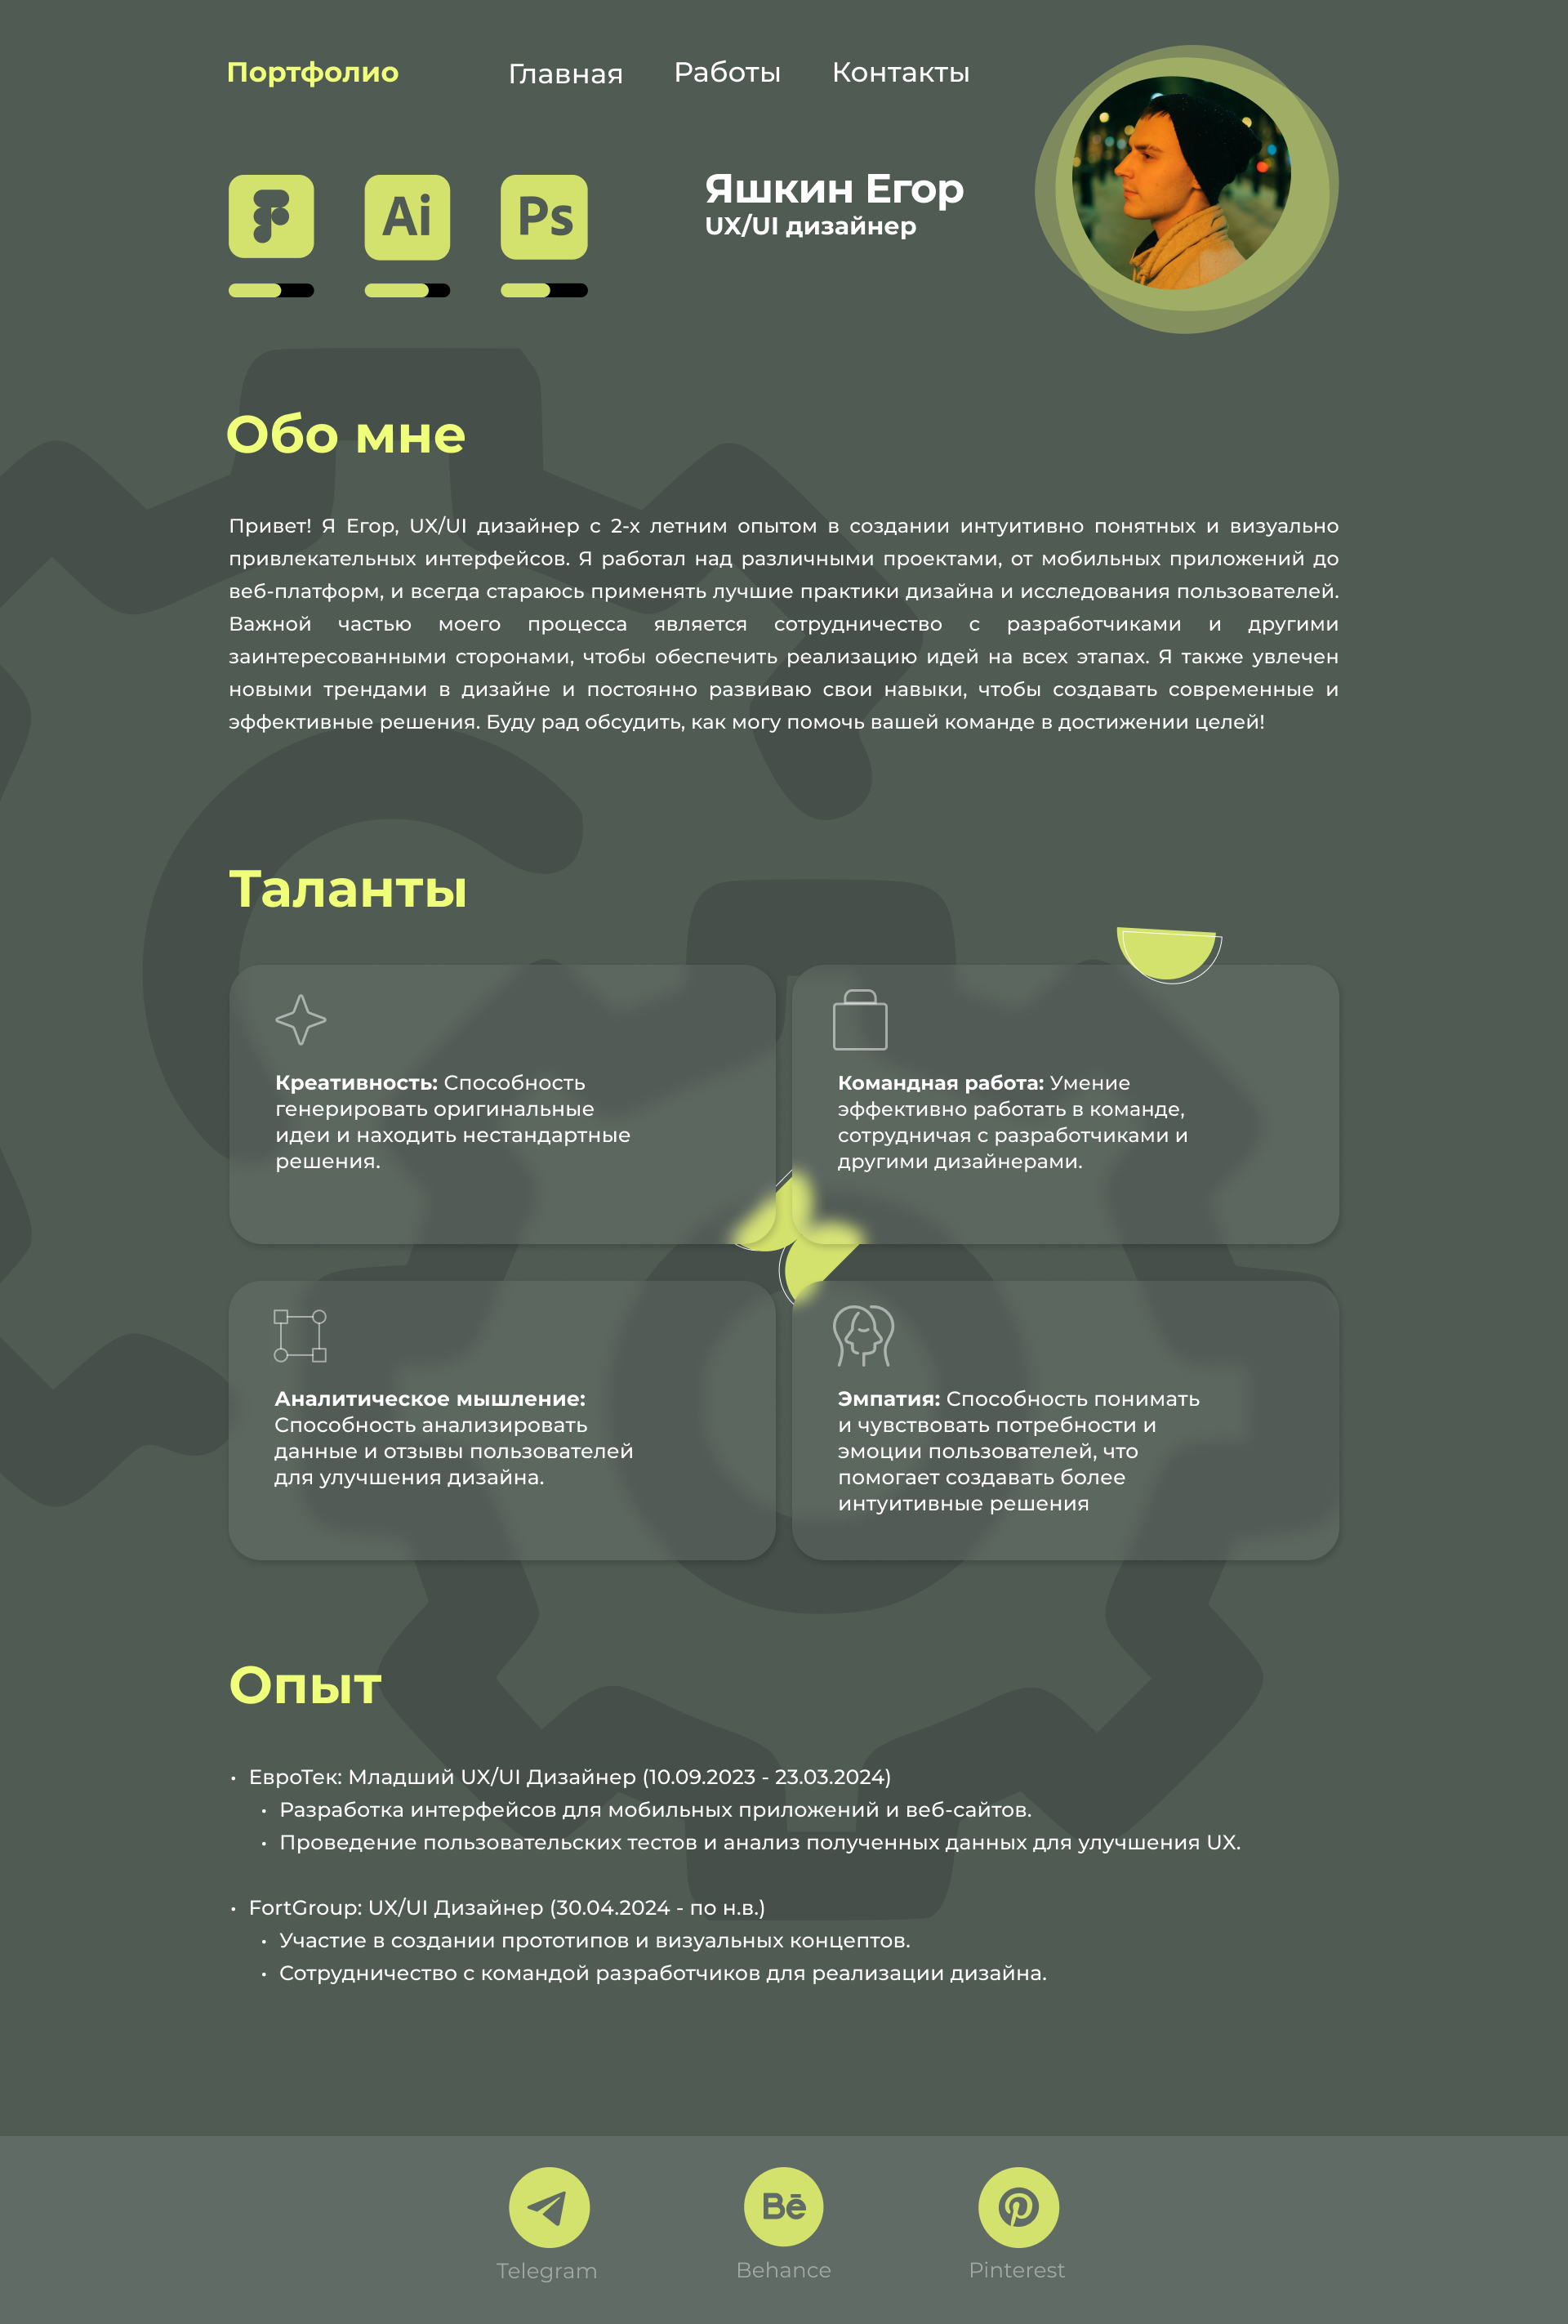 Портфолио Главная Работы Контакты
Ai Ps
Яшкин Егор
UX/UI дизайнер
Обо мне
Привет! Я Егор, UX/UI дизайнер с 2-х летним опытом в создании интуитивно понятных и визуально
привлекательных интерфейсов. Я работал над различными проектами, от мобильных приложений до
веб-платформ, и всегда стараюсь применять лучшие практики дизайна и исследования пользователей.
Важной частью моего процесса является сотрудничество с разработчиками и другими
заинтересованными сторонами, чтобы обеспечить реализацию идей на всех этапах. Я также увлечен
новыми трендами в дизайне и постоянно развиваю свои навыки, чтобы создавать современные и
эффективные решения. Буду рад обсудить, как могу помочь вашей команде в достижении целей!
Таланты
Креативность: Способность
генерировать оригинальные
идеи и находить нестандартные
решения.
Командная работа: Умение
эффективно работать в команде,
сотрудничая с разработчиками и
другими дизайнерами.
Аналитическое мышление:
Способность анализировать
данные и отзывы пользователей
для улучшения дизайна.
Эмпатия: Способность понимать
и чувствовать потребности и
эмоции пользователей, что
помогает создавать более
интуитивные решения
Опыт
• ЕвроТек: Младший UX/UI Дизайнер (10.09.2023 - 23.03.2024)
• Разработка интерфейсов для мобильных приложений и веб-сайтов.
• Проведение пользовательских тестов и анализ полученных данных для улучшения UX.
• FortGroup: UX/UI Дизайнер (30.04.2024 - по н.в.)
• Участие в создании прототипов и визуальных концептов.
• Сотрудничество с командой разработчиков для реализации дизайна.
Bē
Telegram Behance Pinterest